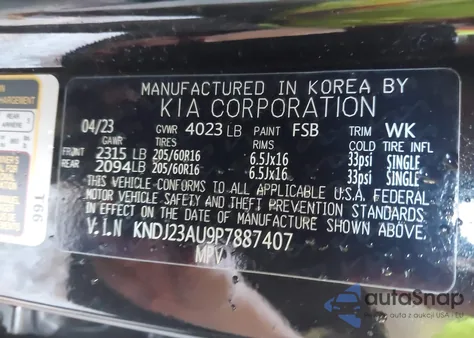 MANUFACTURED IN KOREA BY
KIA CORPORATION
04/23 GVWR 4023 LB PAINT FSB TRIM WK
GAWR TIRES COLD TIRE INFL
FRONT 2315 LB 205/60R16 6.5Jx16 33psi SINGLE
REAR 2094 LB 205/60R16 6.5Jx16 33psi SINGLE
THIS VEHICLE CONFORMS TO ALL APPLICABLE U.S.A. FEDERAL
MOTOR VEHICLE SAFETY AND THEFT PREVENTION STANDARDS
IN EFFECT ON THE DATE OF MANUFACTURE SHOWN ABOVE.
V.I.N KNDJ23AU9P7887407
MPV
T66
autoSnap